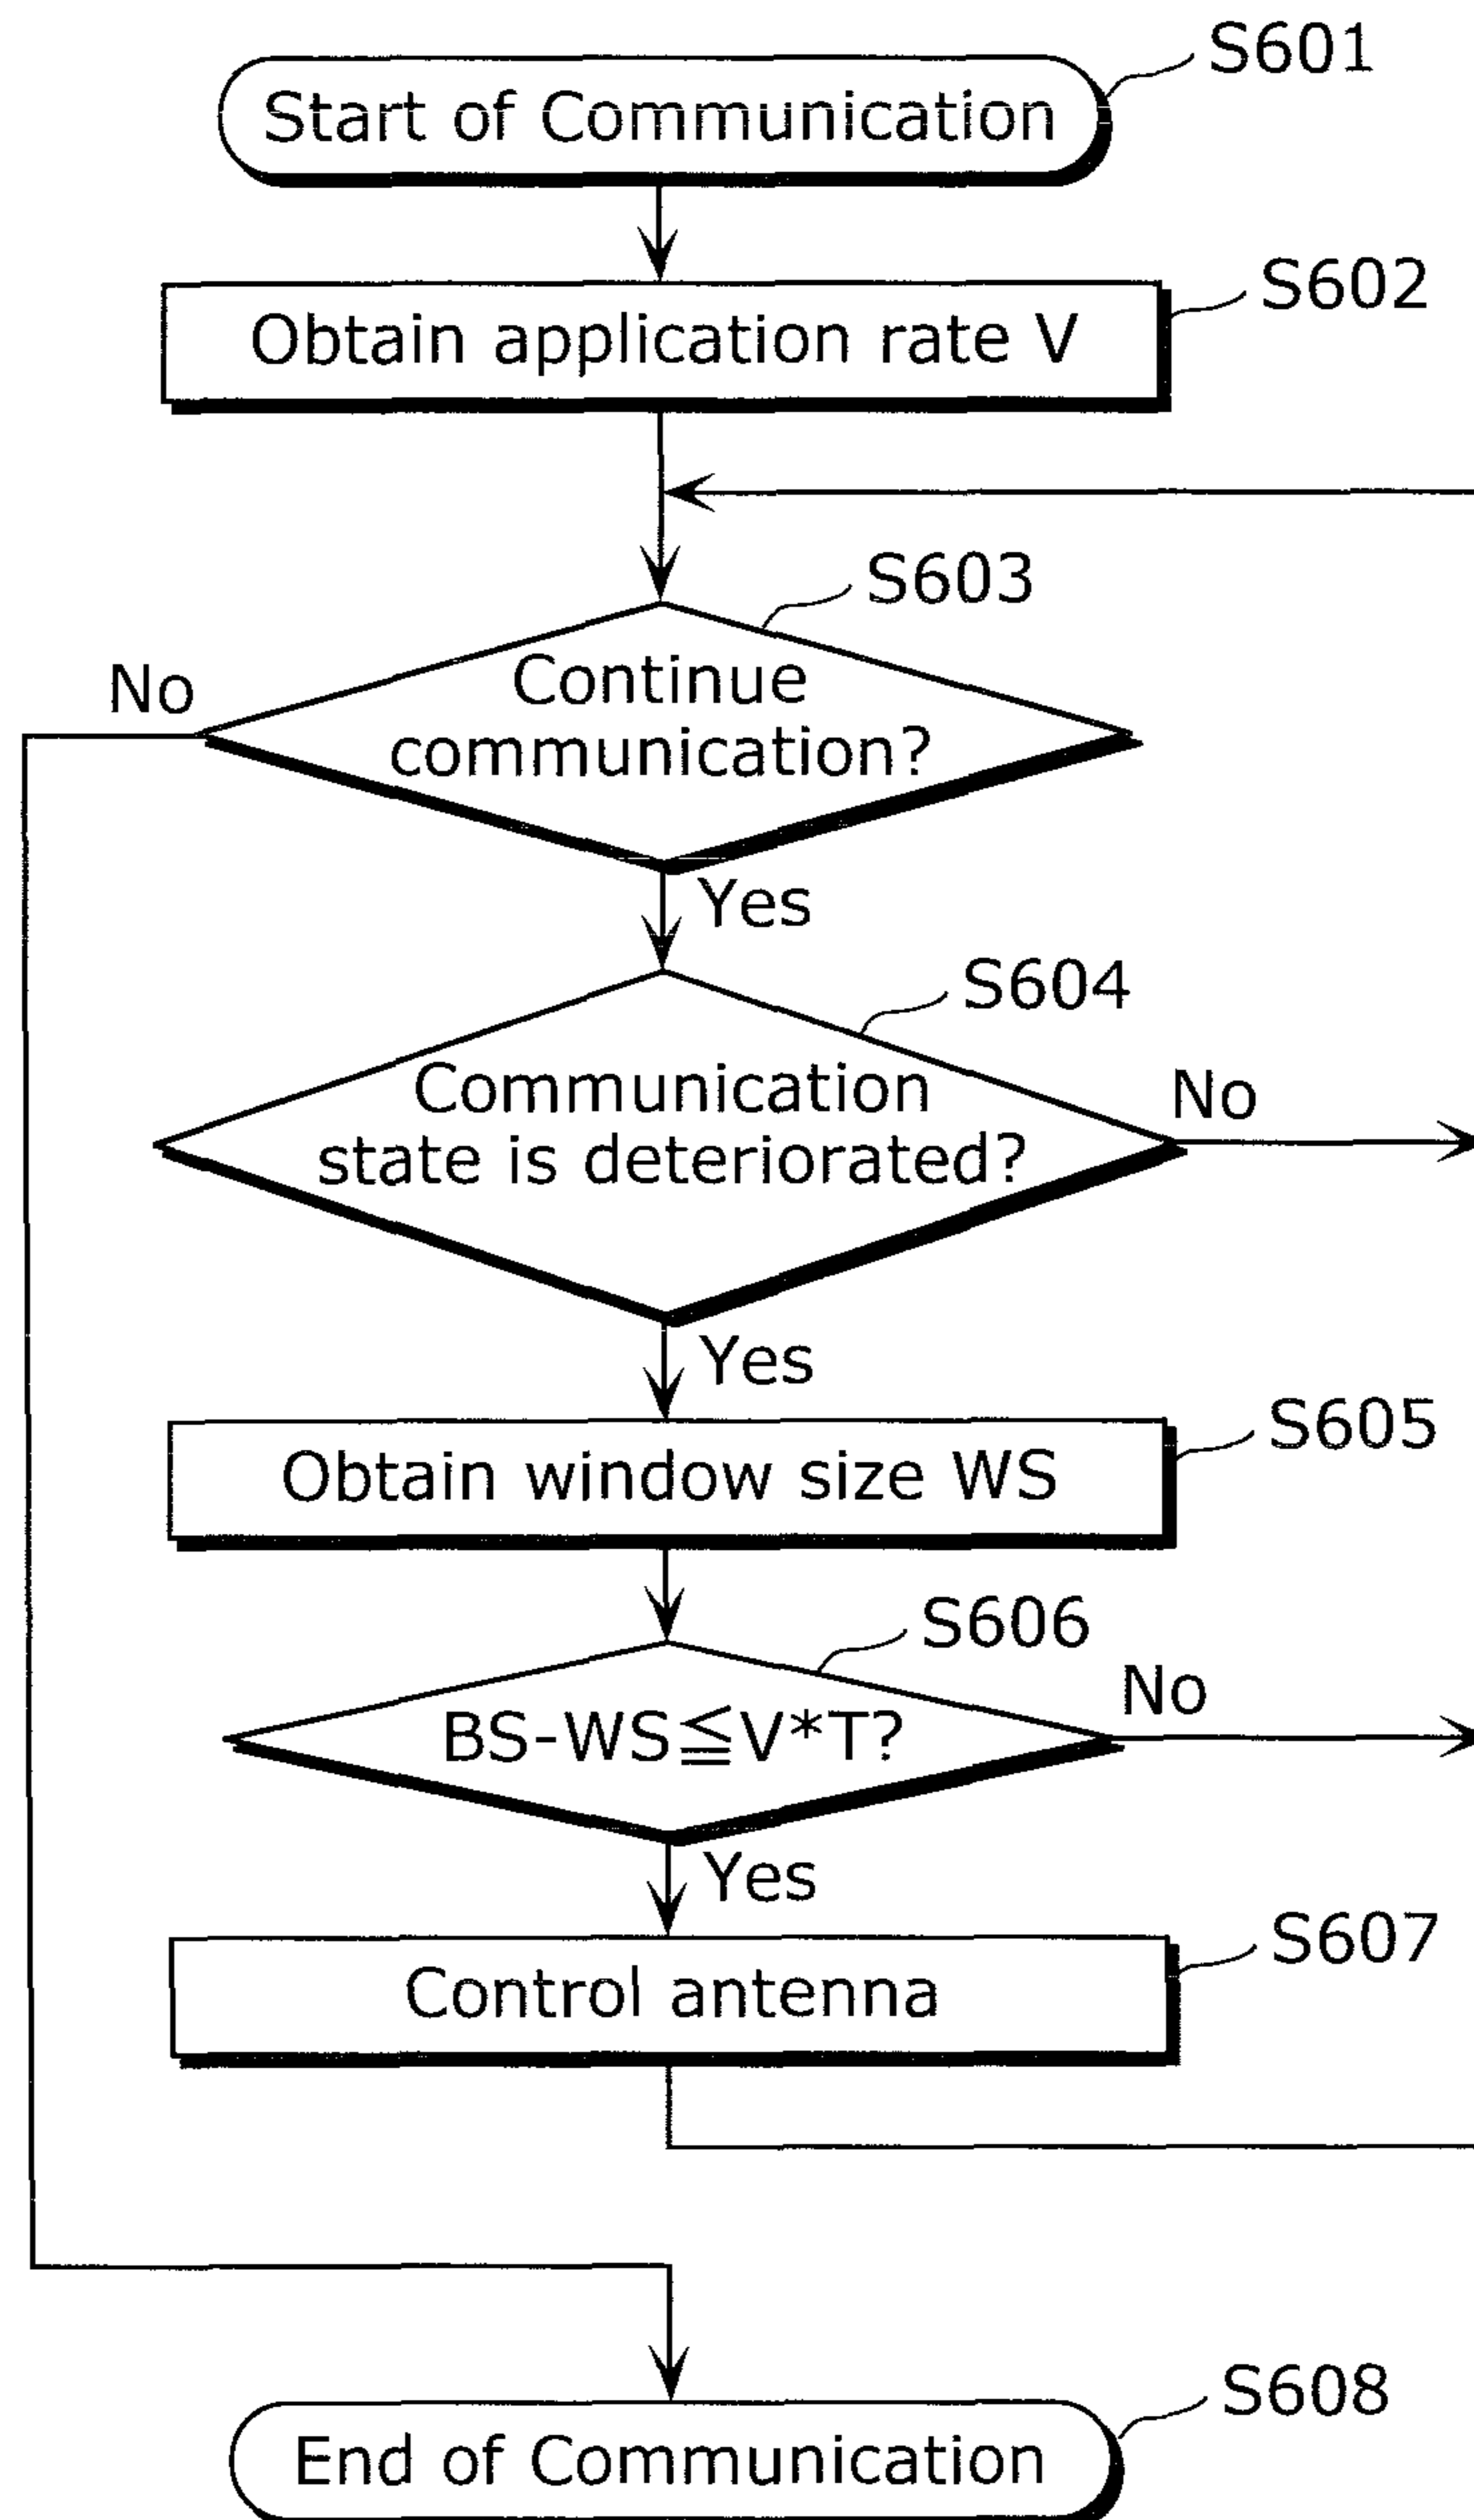 S601
Start of Communication
S602
Obtain application rate V
S603
Continue
communication?
No
Yes
S604
Communication
state is deteriorated?
No
Yes
S605
Obtain window size WS
S606
BS-WS≦V*T?
No
Yes
S607
Control antenna
S608
End of Communication